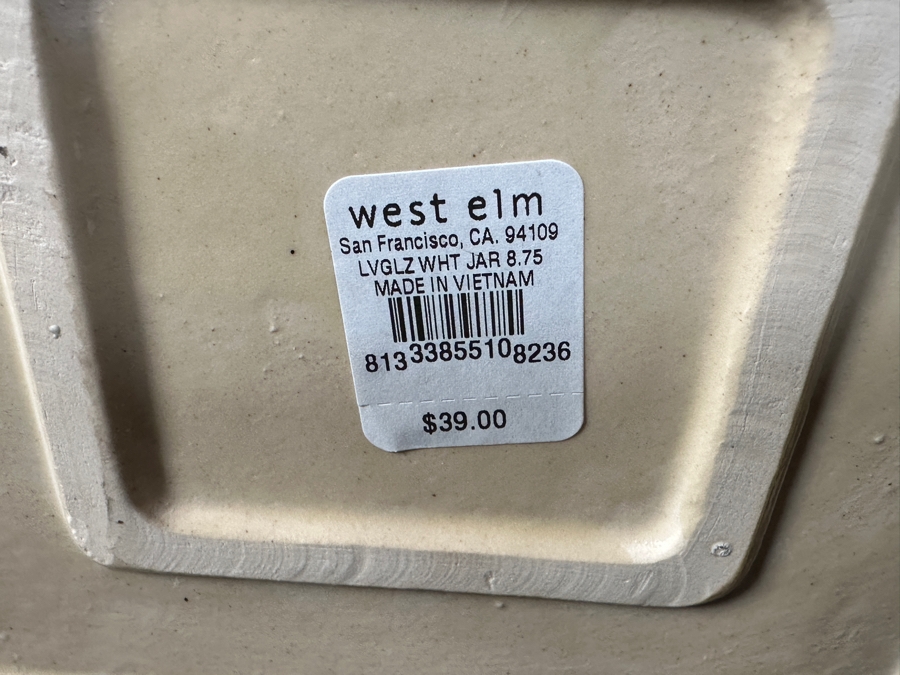 west elm
San Francisco, CA. 94109
LVGLZ WHT JAR 8.75
MADE IN VIETNAM
813 3385510 8236
$39.00